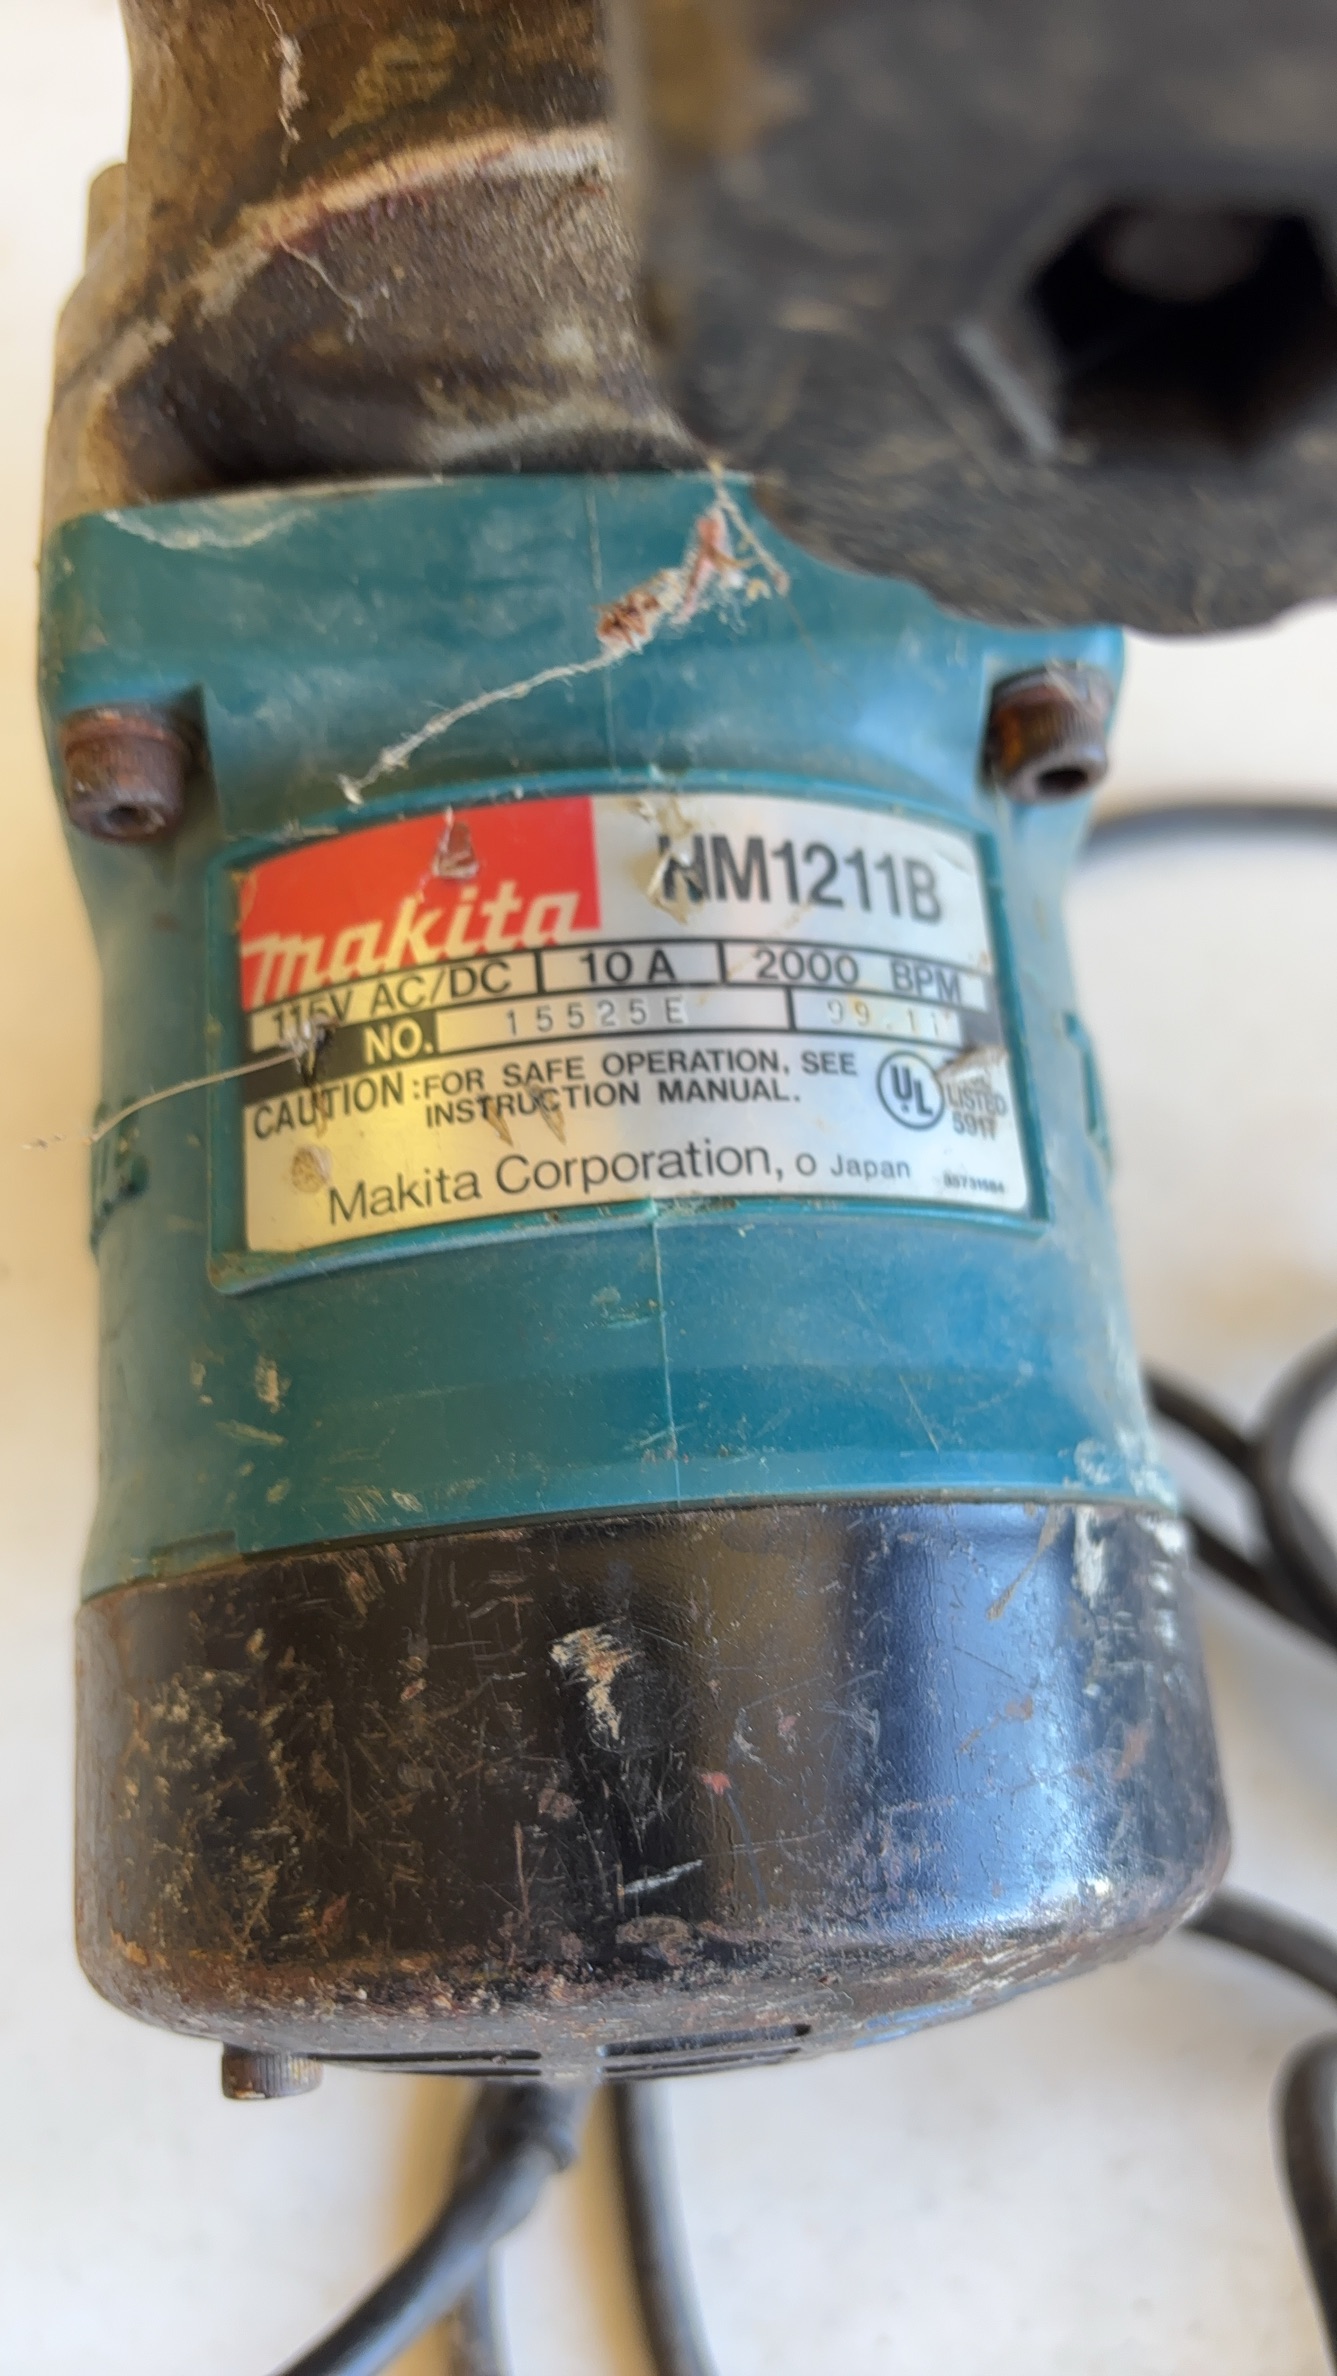 makita HM1211B
115V AC/DC 10 A 2000 BPM
NO. 15525E 99.11
CAUTION: FOR SAFE OPERATION, SEE
INSTRUCTION MANUAL.
UL LISTED
591T
Makita Corporation, O Japan